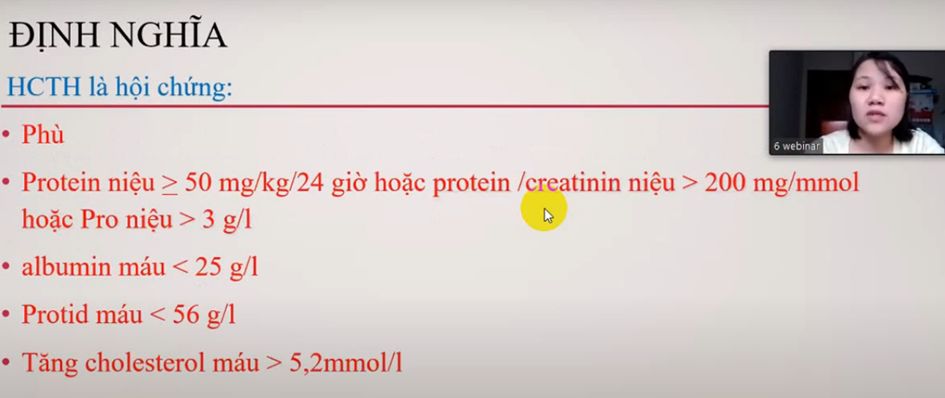 ĐỊNH NGHĨA
HCTH là hội chứng:
• Phù
• Protein niệu ≥ 50 mg/kg/24 giờ hoặc protein /creatinin niệu > 200 mg/mmol
hoặc Pro niệu > 3 g/l
• albumin máu < 25 g/l
• Protid máu < 56 g/l
• Tăng cholesterol máu > 5,2mmol/l
6 webinar